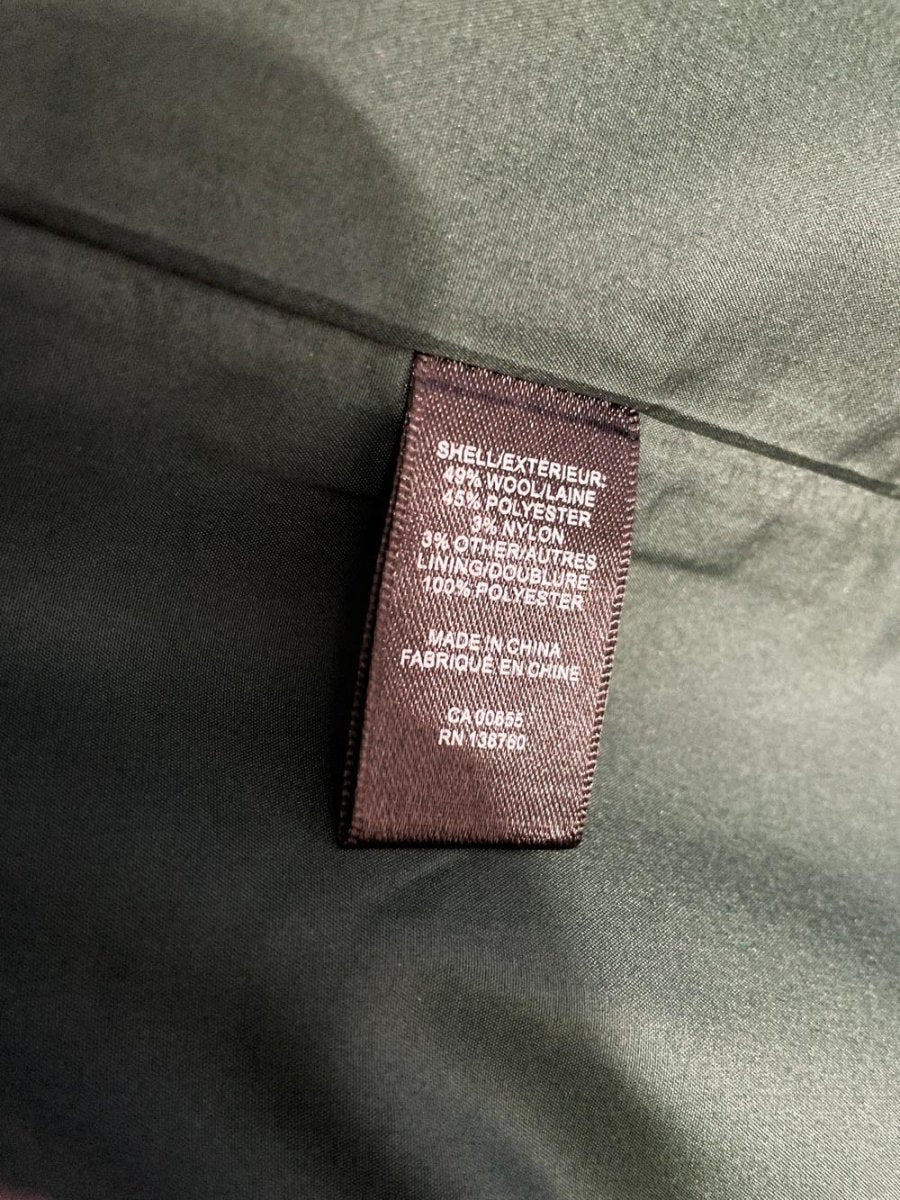 SHELL/EXTERIEUR:
49% WOOL/LAINE
45% POLYESTER
3% NYLON
3% OTHER/AUTRES
LINING/DOUBLURE
100% POLYESTER
MADE IN CHINA
FABRIQUÉ EN CHINE
CA 00655
RN 138760